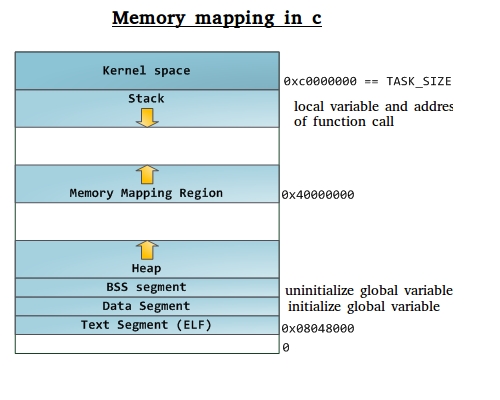 Memory mapping in c
Kernel space
0xc0000000 == TASK_SIZE
Stack
local variable and addres
of function call
Memory Mapping Region
0x40000000
Heap
BSS segment
uninitialize global variable
Data Segment
initialize global variable
Text Segment (ELF)
0x08048000
0